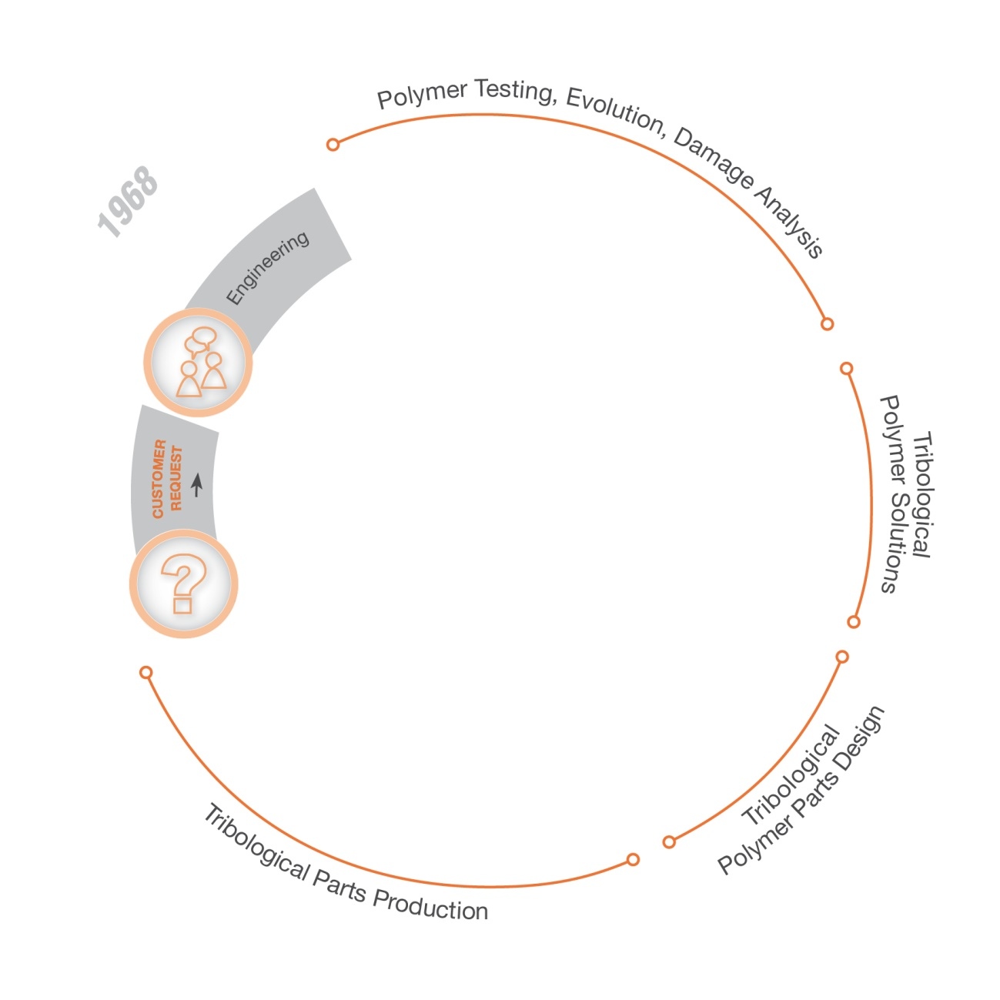 1968
Engineering
CUSTOMER
REQUEST
?
Polymer Testing, Evolution, Damage Analysis
Tribological
Polymer Solutions
Tribological
Polymer Parts Design
Tribological Parts Production